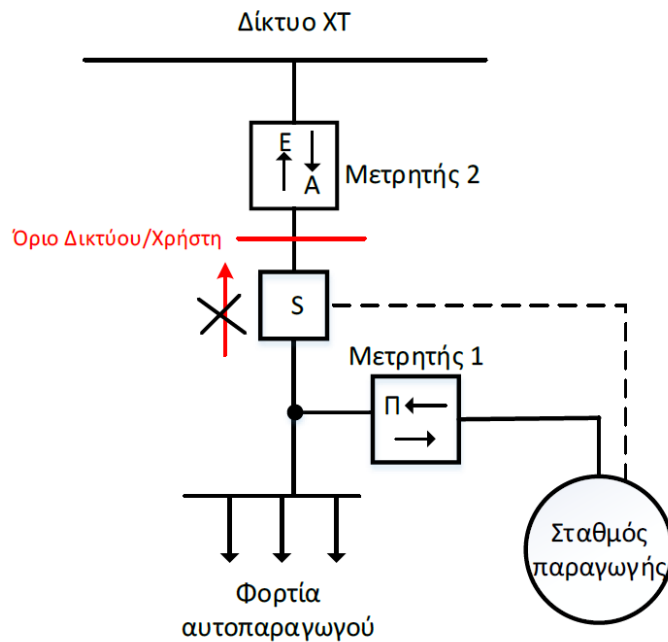 Δίκτυο ΧΤ
Ε
Α
Μετρητής 2
Όριο Δικτύου/Χρήστη
S
Μετρητής 1
Π
Σταθμός
παραγωγής
Φορτία
αυτοπαραγωγού